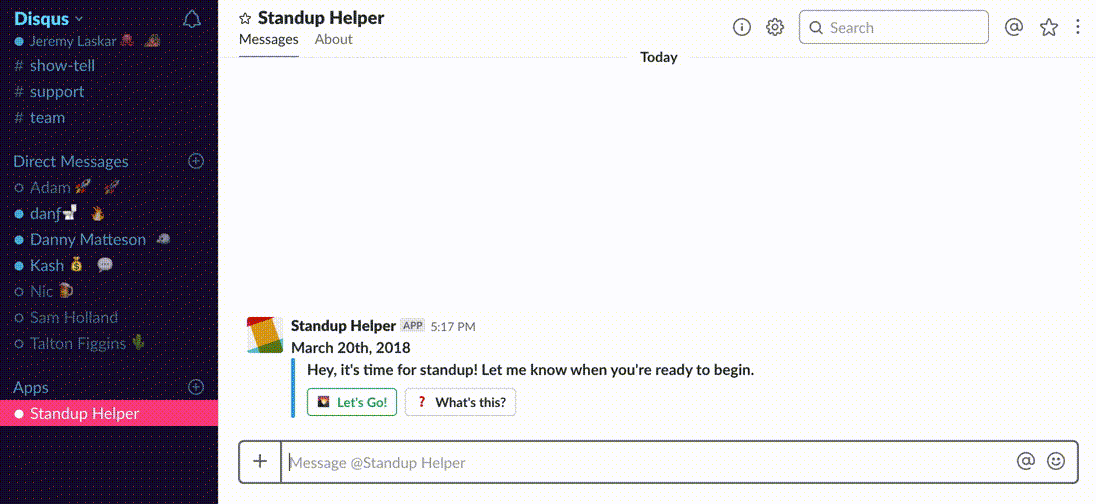 Disqus
Jeremy Laskar
# show-tell
# support
# team
Direct Messages
Adam
danf
Danny Matteson
Kash
Nic
Sam Holland
Talton Figgins
Apps
Standup Helper
Standup Helper
Messages About
Search
Today
Standup Helper APP 5:17 PM
March 20th, 2018
Hey, it's time for standup! Let me know when you're ready to begin.
Let's Go! ? What's this?
+ Message @Standup Helper